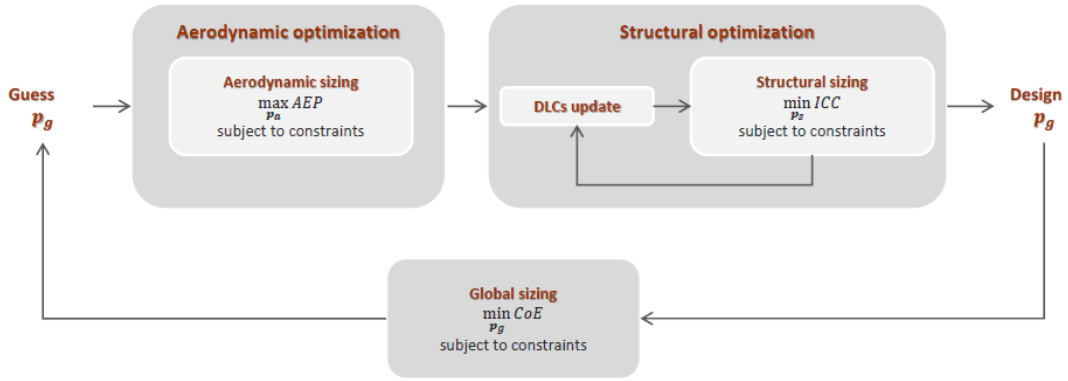 Aerodynamic optimization
Structural optimization
Guess
p_g
Aerodynamic sizing
max AEP
p_a
subject to constraints
DLCs update
Structural sizing
min ICC
p_s
subject to constraints
Design
p_g
Global sizing
min CoE
p_g
subject to constraints